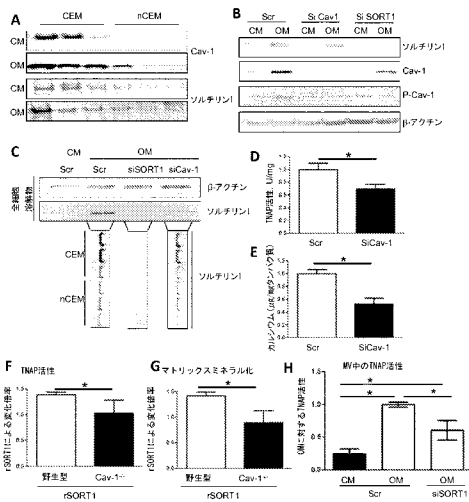 A
CEM nCEM
CM
OM
Cav-1
CM
OM
ソルチリンI
B
Scr Si Cav1 Si SORT1
CM OM CM OM CM OM
ソルチリンI
Cav-1
P-Cav-1
β-アクチン
C
CM OM
Scr Scr siSORT1 siCav-1
全細胞
溶解物
β-アクチン
ソルチリンI
CEM
nCEM
ソルチリンI
D
TNAP活性, U/mg
*
Scr SiCav-1
E
カルシウム(μg/mgタンパク質)
*
Scr SiCav-1
F
TNAP活性
rSORT1による変化倍率
*
野生型 Cav-1-/-
rSORT1
G
マトリックスミネラル化
rSORT1による変化倍率
*
野生型 Cav-1-/-
rSORT1
H
MV中のTNAP活性
OMに対するTNAP活性
*
* *
CM OM OM
Scr siSORT1